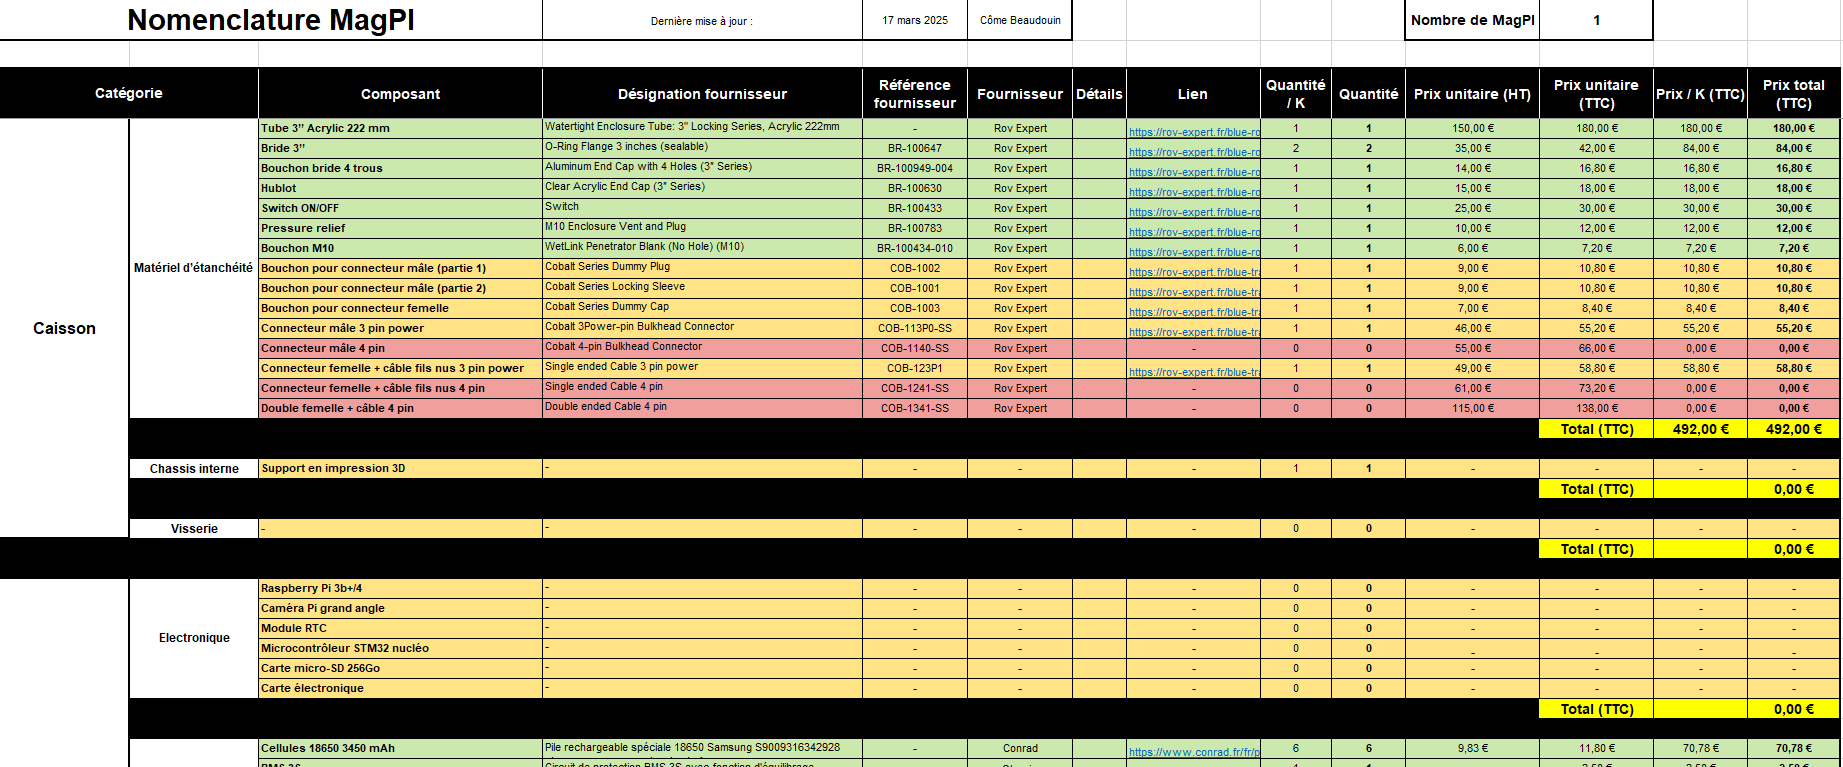 Nomenclature MagPI Dernière mise à jour : 17 mars 2025 Côme Beaudouin Nombre de MagPI 1
Catégorie Composant Désignation fournisseur Référence fournisseur Fournisseur Détails Lien Quantité / K Quantité Prix unitaire (HT) Prix unitaire (TTC) Prix / K (TTC) Prix total (TTC)
Caisson
Matériel d'étanchéité
Tube 3'' Acrylic 222 mm Watertight Enclosure Tube: 3" Locking Series, Acrylic 222mm - Rov Expert https://rov-expert.fr/blue-ro 1 1 150,00 € 180,00 € 180,00 € 180,00 €
Bride 3'' O-Ring Flange 3 inches (sealable) BR-100647 Rov Expert https://rov-expert.fr/blue-ro 2 2 35,00 € 42,00 € 84,00 € 84,00 €
Bouchon bride 4 trous Aluminum End Cap with 4 Holes (3" Series) BR-100949-004 Rov Expert https://rov-expert.fr/blue-ro 1 1 14,00 € 16,80 € 16,80 € 16,80 €
Hublot Clear Acrylic End Cap (3" Series) BR-100630 Rov Expert https://rov-expert.fr/blue-ro 1 1 15,00 € 18,00 € 18,00 € 18,00 €
Switch ON/OFF Switch BR-100433 Rov Expert https://rov-expert.fr/blue-ro 1 1 25,00 € 30,00 € 30,00 € 30,00 €
Pressure relief M10 Enclosure Vent and Plug BR-100783 Rov Expert https://rov-expert.fr/blue-ro 1 1 10,00 € 12,00 € 12,00 € 12,00 €
Bouchon M10 WetLink Penetrator Blank (No Hole) (M10) BR-100434-010 Rov Expert https://rov-expert.fr/blue-ro 1 1 6,00 € 7,20 € 7,20 € 7,20 €
Bouchon pour connecteur mâle (partie 1) Cobalt Series Dummy Plug COB-1002 Rov Expert https://rov-expert.fr/blue-tra 1 1 9,00 € 10,80 € 10,80 € 10,80 €
Bouchon pour connecteur mâle (partie 2) Cobalt Series Locking Sleeve COB-1001 Rov Expert https://rov-expert.fr/blue-tra 1 1 9,00 € 10,80 € 10,80 € 10,80 €
Bouchon pour connecteur femelle Cobalt Series Dummy Cap COB-1003 Rov Expert https://rov-expert.fr/blue-tra 1 1 7,00 € 8,40 € 8,40 € 8,40 €
Connecteur mâle 3 pin power Cobalt 3Power-pin Bulkhead Connector COB-113P0-SS Rov Expert https://rov-expert.fr/blue-tra 1 1 46,00 € 55,20 € 55,20 € 55,20 €
Connecteur mâle 4 pin Cobalt 4-pin Bulkhead Connector COB-1140-SS Rov Expert - 0 0 55,00 € 66,00 € 0,00 € 0,00 €
Connecteur femelle + câble fils nus 3 pin power Single ended Cable 3 pin power COB-123P1 Rov Expert https://rov-expert.fr/blue-tra 1 1 49,00 € 58,80 € 58,80 € 58,80 €
Connecteur femelle + câble fils nus 4 pin Single ended Cable 4 pin COB-1241-SS Rov Expert - 0 0 61,00 € 73,20 € 0,00 € 0,00 €
Double femelle + câble 4 pin Double ended Cable 4 pin COB-1341-SS Rov Expert - 0 0 115,00 € 138,00 € 0,00 € 0,00 €
Total (TTC) 492,00 € 492,00 €
Chassis interne Support en impression 3D - - - - 1 1 - - - -
Total (TTC) 0,00 €
Visserie - - - - - 0 0 - - - -
Total (TTC) 0,00 €
Electronique
Raspberry Pi 3b+/4 - - - - 0 0 - - - -
Caméra Pi grand angle - - - - 0 0 - - - -
Module RTC - - - - 0 0 - - - -
Microcontrôleur STM32 nucléo - - - - 0 0 - - - -
Carte micro-SD 256Go - - - - 0 0 - - - -
Carte électronique - - - - 0 0 - - - -
Total (TTC) 0,00 €
Cellules 18650 3450 mAh Pile rechargeable spéciale 18650 Samsung S9009316342928 - Conrad https://www.conrad.fr/fr/p 6 6 9,83 € 11,80 € 70,78 € 70,78 €